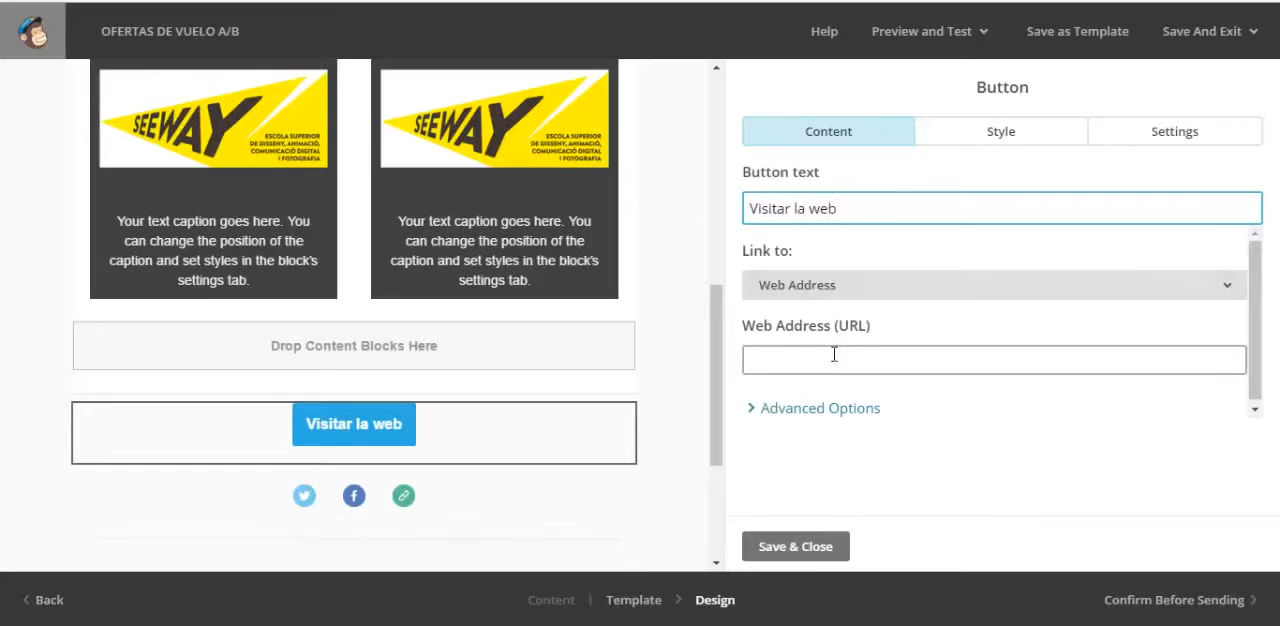 OFERTAS DE VUELO A/B
Help
Preview and Test
Save as Template
Save And Exit
SEEWAY
ESCOLA SUPERIOR
DE DISSENY, ANIMACIÓ,
COMUNICACIÓ DIGITAL
I FOTOGRAFIA
Your text caption goes here. You
can change the position of the
caption and set styles in the block's
settings tab.
SEEWAY
ESCOLA SUPERIOR
DE DISSENY, ANIMACIÓ,
COMUNICACIÓ DIGITAL
I FOTOGRAFIA
Your text caption goes here. You
can change the position of the
caption and set styles in the block's
settings tab.
Drop Content Blocks Here
Visitar la web
Button
Content
Style
Settings
Button text
Visitar la web
Link to:
Web Address
Web Address (URL)
Advanced Options
Save & Close
Back
Content
Template
Design
Confirm Before Sending